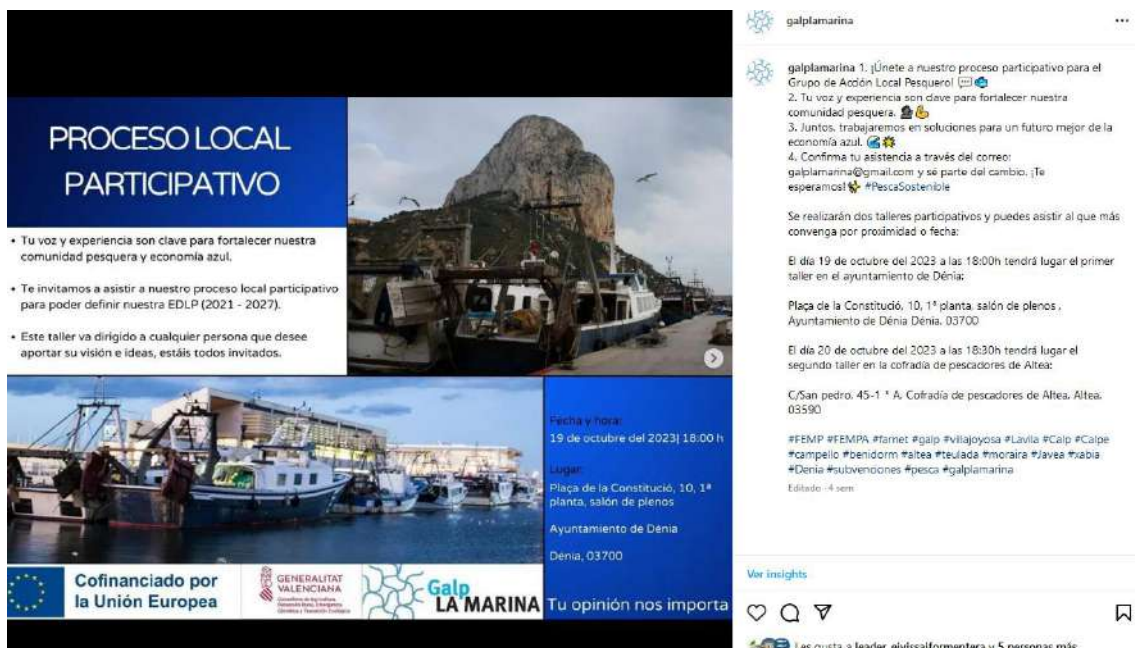 PROCESO LOCAL
PARTICIPATIVO
• Tu voz y experiencia son clave para fortalecer nuestra
comunidad pesquera y economía azul.
• Te invitamos a asistir a nuestro proceso local participativo
para poder definir nuestra EDLP (2021 - 2027).
• Este taller va dirigido a cualquier persona que desee
aportar su visión e ideas, estáis todos invitados.
Fecha y hora:
19 de octubre del 2023| 18:00 h
Lugar:
Plaça de la Constitució, 10, 1ª
planta, salón de plenos
Ayuntamiento de Dénia
Dénia, 03700
Tu opinión nos importa
Cofinanciado por
la Unión Europea
GENERALITAT
VALENCIANA
Galp
LA MARINA
galplamarina
galplamarina 1. ¡Únete a nuestro proceso participativo para el
Grupo de Acción Local Pesquero! 💬🐟
2. Tu voz y experiencia son clave para fortalecer nuestra
comunidad pesquera. 💪
3. Juntos, trabajaremos en soluciones para un futuro mejor de la
economía azul. 🌊🌟
4. Confirma tu asistencia a través del correo:
galplamarina@gmail.com y sé parte del cambio. ¡Te
esperamos! #PescaSostenible
Se realizarán dos talleres participativos y puedes asistir al que más
convenga por proximidad o fecha:
El día 19 de octubre del 2023 a las 18:00h tendrá lugar el primer
taller en el ayuntamiento de Dénia:
Plaça de la Constitució, 10, 1ª planta, salón de plenos ,
Ayuntamiento de Dénia Dénia, 03700
El día 20 de octubre del 2023 a las 18:30h tendrá lugar el
segundo taller en la cofradía de pescadores de Altea:
C/San pedro, 45-1 ° A, Cofradía de pescadores de Altea, Altea,
03590
#FEMP #FEMPA #farnet #galp #villajoyosa #Lavila #Calp #Calpe
#campello #benidorm #altea #teulada #moraira #Javea #xabia
#Denia #subvenciones #pesca #galplamarina
Editado · 4 sem
Ver insights
Les gusta a leader_eivissaiformentera y 5 personas más